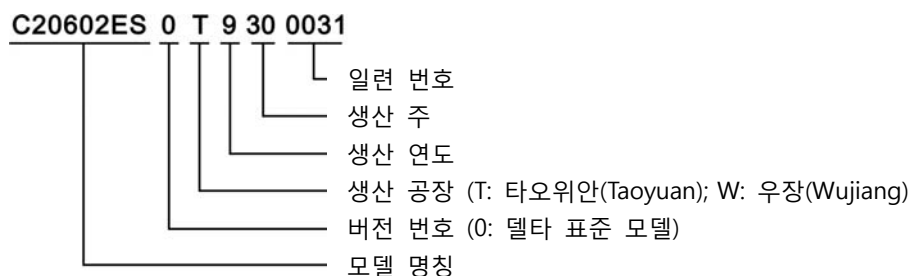 C20602ES 0 T 9 30 0031
일련 번호
생산 주
생산 연도
생산 공장 (T: 타오위안(Taoyuan); W: 우장(Wujiang)
버전 번호 (0: 델타 표준 모델)
모델 명칭